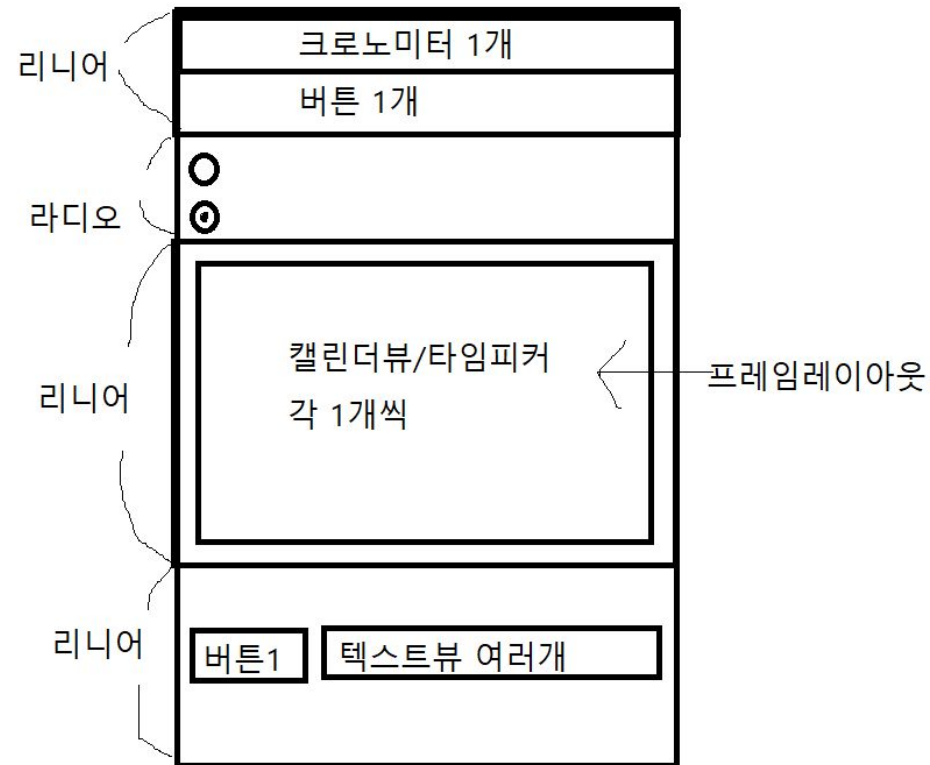 리니어
크로노미터 1개
버튼 1개
라디오
리니어
캘린더뷰/타임피커
각 1개씩
프레임레이아웃
리니어
버튼1
텍스트뷰 여러개